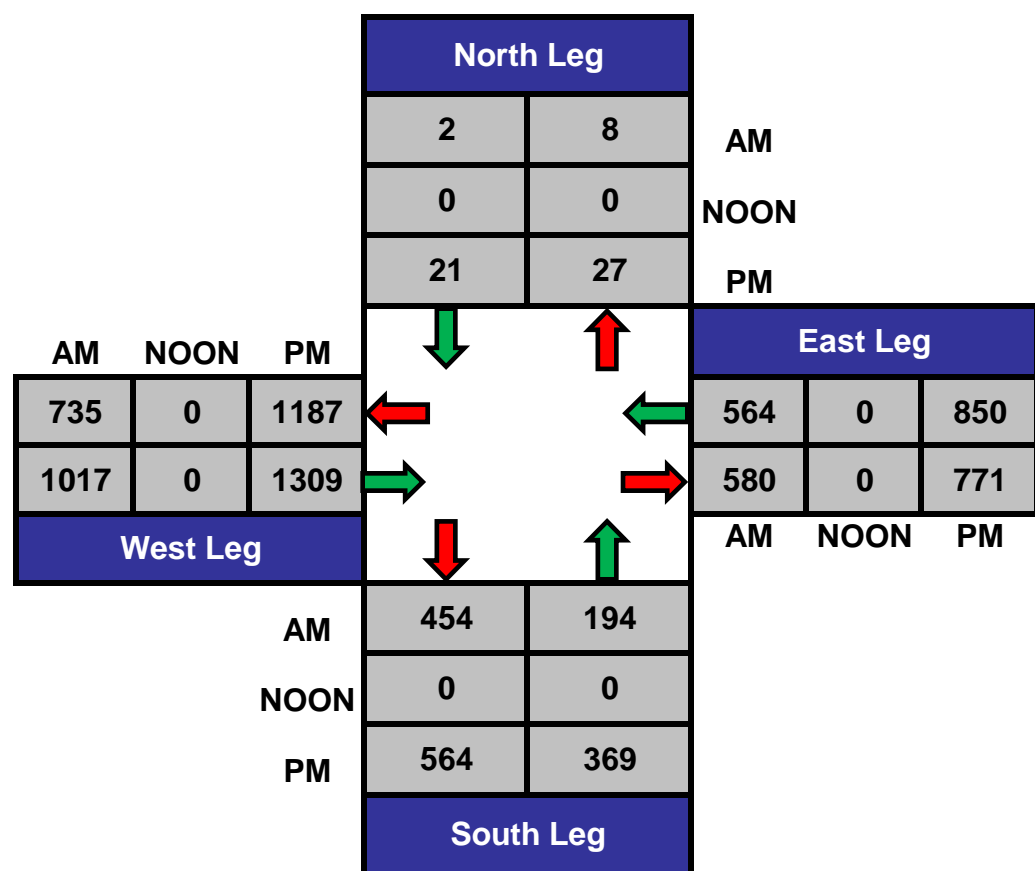 North Leg
2 8 AM
0 0 NOON
21 27 PM
AM NOON PM East Leg
735 0 1187 564 0 850
1017 0 1309 580 0 771
West Leg AM NOON PM
AM 454 194
NOON 0 0
PM 564 369
South Leg